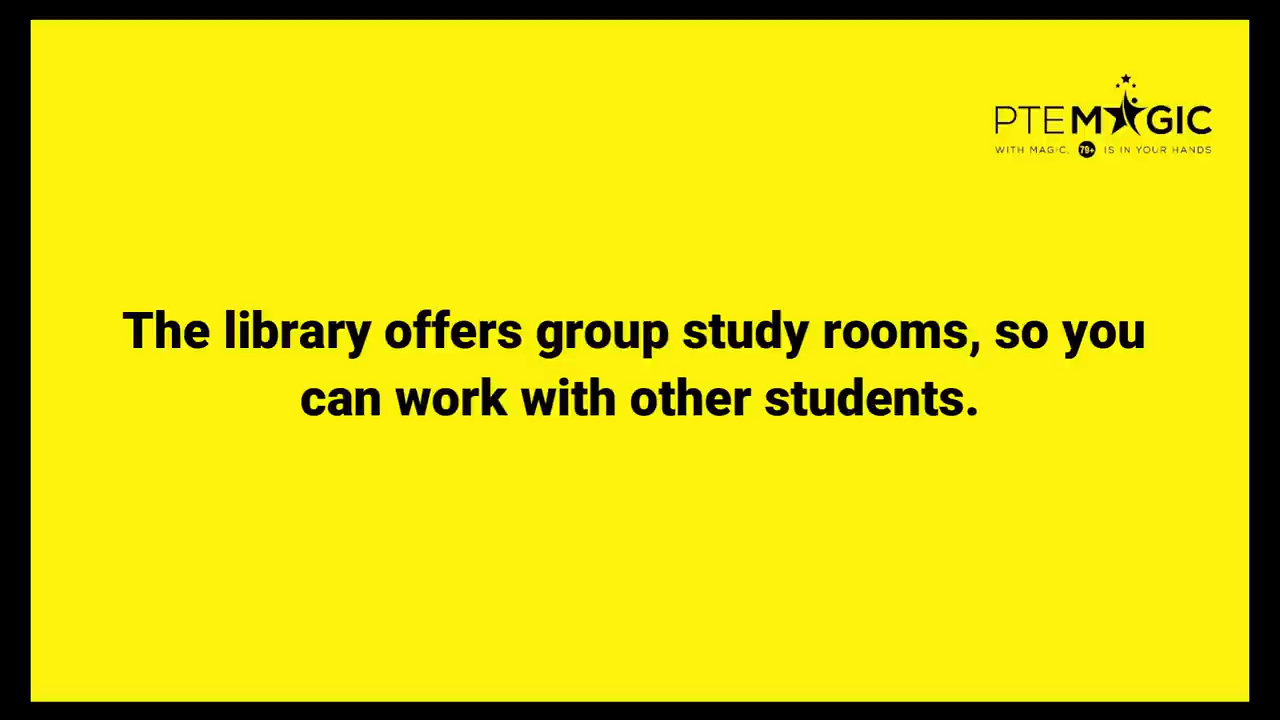 PTEMAGIC
WITH MAGIC, 79+ IS IN YOUR HANDS
The library offers group study rooms, so you
can work with other students.